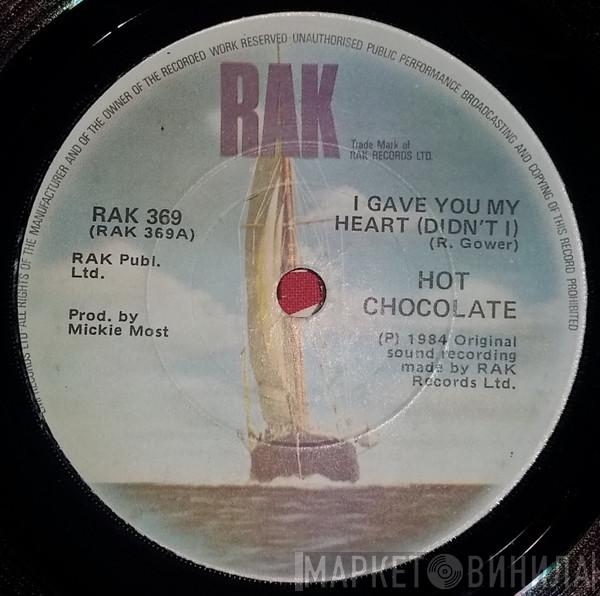 EMI RECORDS LTD ALL RIGHTS OF THE MANUFACTURER AND OF THE OWNER OF THE RECORDED WORK RESERVED UNAUTHORISED PUBLIC PERFORMANCE BROADCASTING AND COPYING OF THIS RECORD PROHIBITED
RAK
Trade Mark of
RAK RECORDS LTD.
RAK 369
(RAK 369A)
RAK Publ.
Ltd.
Prod. by
Mickie Most
I GAVE YOU MY
HEART (DIDN'T I)
(R. Gower)
HOT
CHOCOLATE
(P) 1984 Original
sound recording
made by RAK
Records Ltd.
МАРКЕТ ВИНИЛА